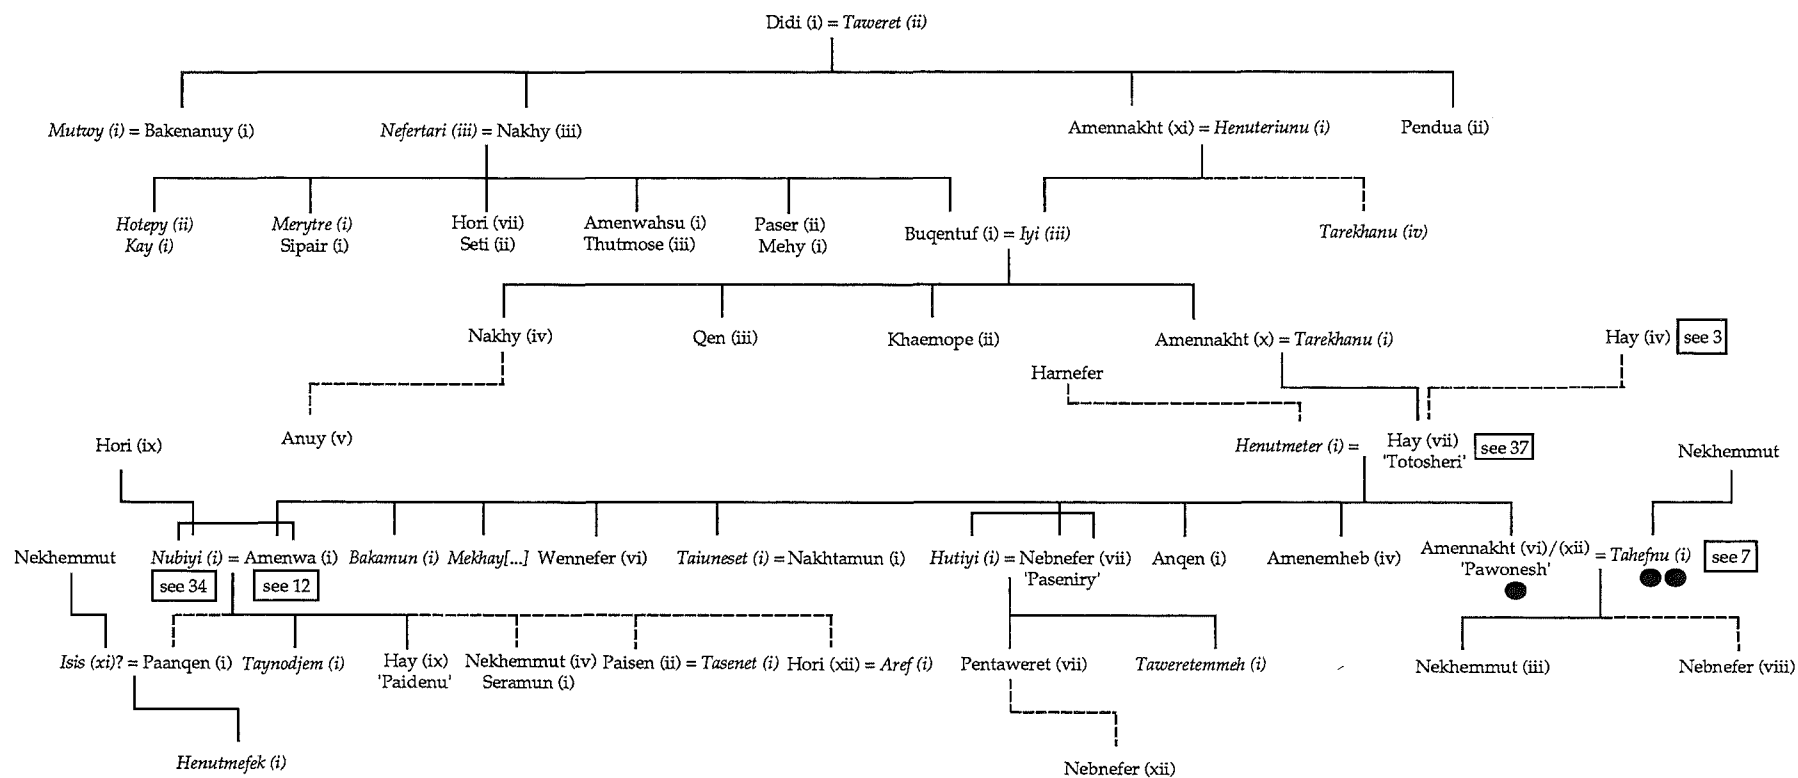 Didi (i) = Taweret (ii)
Mutwy (i) = Bakenanuy (i)
Nefertari (iii) = Nakhy (iii)
Amennakht (xi) = Henuteriunu (i)
Pendua (ii)
Hotepy (ii)
Kay (i)
Merytre (i)
Sipair (i)
Hori (vii)
Seti (ii)
Amenwahsu (i)
Thutmose (iii)
Paser (ii)
Mehy (i)
Buqentuf (i) = Iyi (iii)
Tarekhanu (iv)
Nakhy (iv)
Qen (iii)
Khaemope (ii)
Amennakht (x) = Tarekhanu (i)
Hay (iv) see 3
Harnefer
Hori (ix)
Anuy (v)
Henutmeter (i) =
Hay (vii)
'Totosheri'
see 37
Nekhemmut
Nekhemmut
Nubiyi (i) = Amenwa (i)
see 34
see 12
Bakamun (i)
Mekhay[...]
Wennefer (vi)
Taiuneset (i) = Nakhtamun (i)
Hutiyi (i) = Nebnefer (vii)
'Paseniry'
Anqen (i)
Amenemheb (iv)
Amennakht (vi)/(xii)
'Pawonesh'
= Tahefnu (i)
see 7
Isis (xi)? = Paanqen (i)
Taynodjem (i)
Hay (ix)
'Paidenu'
Nekhemmut (iv)
Seramun (i)
Paisen (ii) = Tasenet (i)
Hori (xii) = Aref (i)
Pentaweret (vii)
Taweretemmeh (i)
Nekhemmut (iii)
Nebnefer (viii)
Henutmefek (i)
Nebnefer (xii)